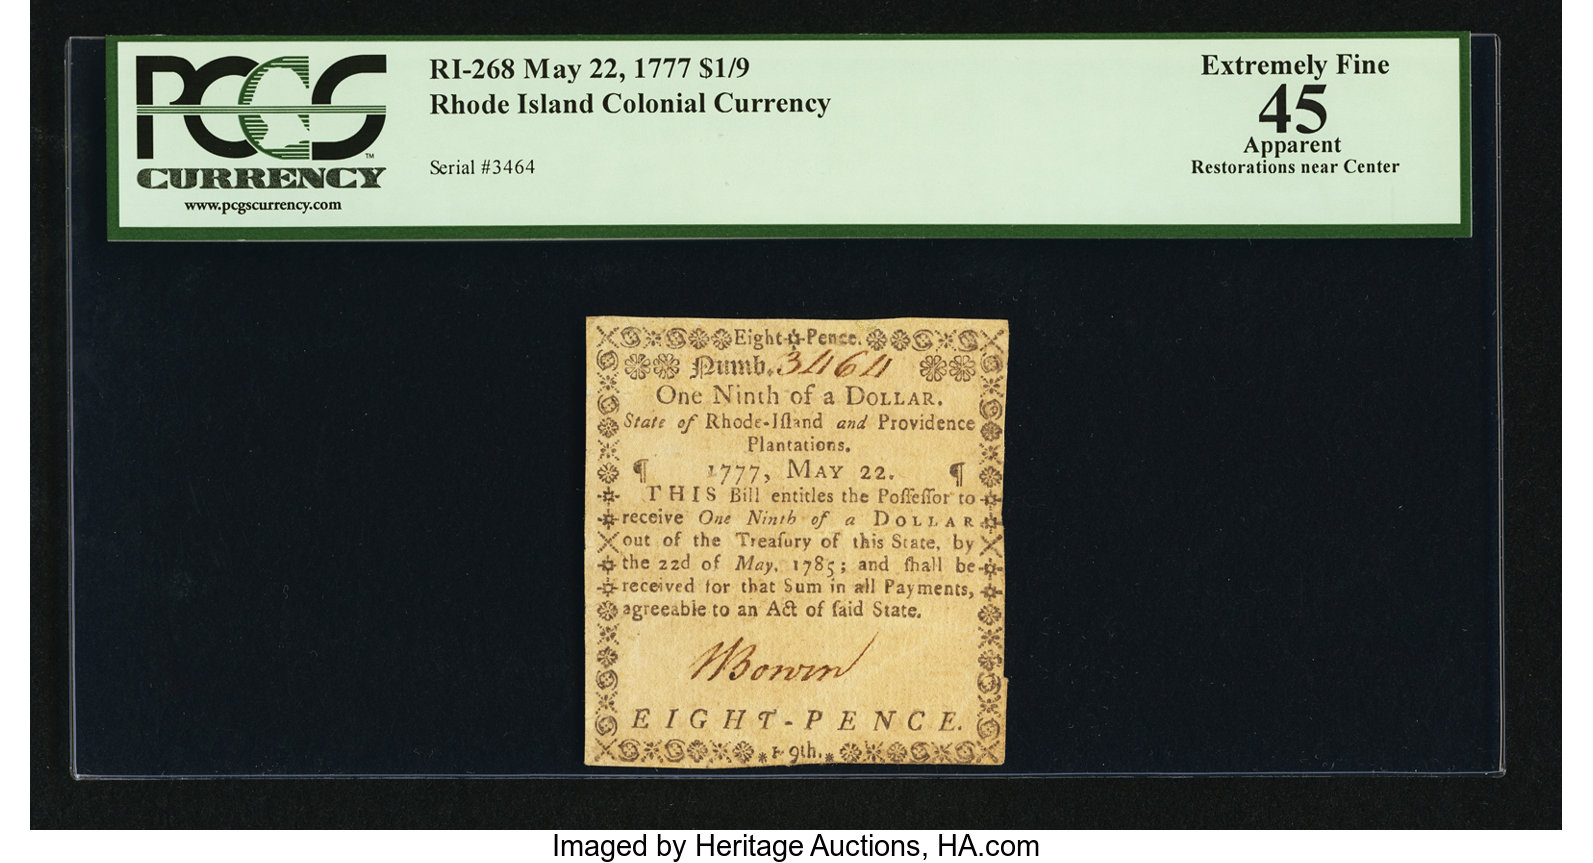 PCGS
CURRENCY
™
www.pcgscurrency.com
RI-268 May 22, 1777 $1/9
Rhode Island Colonial Currency
Serial #3464
Extremely Fine
45
Apparent
Restorations near Center
Eight-Pence.
Numb. 3464
One Ninth of a DOLLAR.
State of Rhode-Iſland and Providence
Plantations.
¶ 1777, MAY 22. ¶
THIS Bill entitles the Poſſeſſor to
receive One Ninth of a DOLLAR
out of the Treaſury of this State, by
the 22d of May, 1785; and ſhall be
received for that Sum in all Payments,
agreeable to an Act of ſaid State.
Bowen
EIGHT-PENCE.
1 9th.
Imaged by Heritage Auctions, HA.com